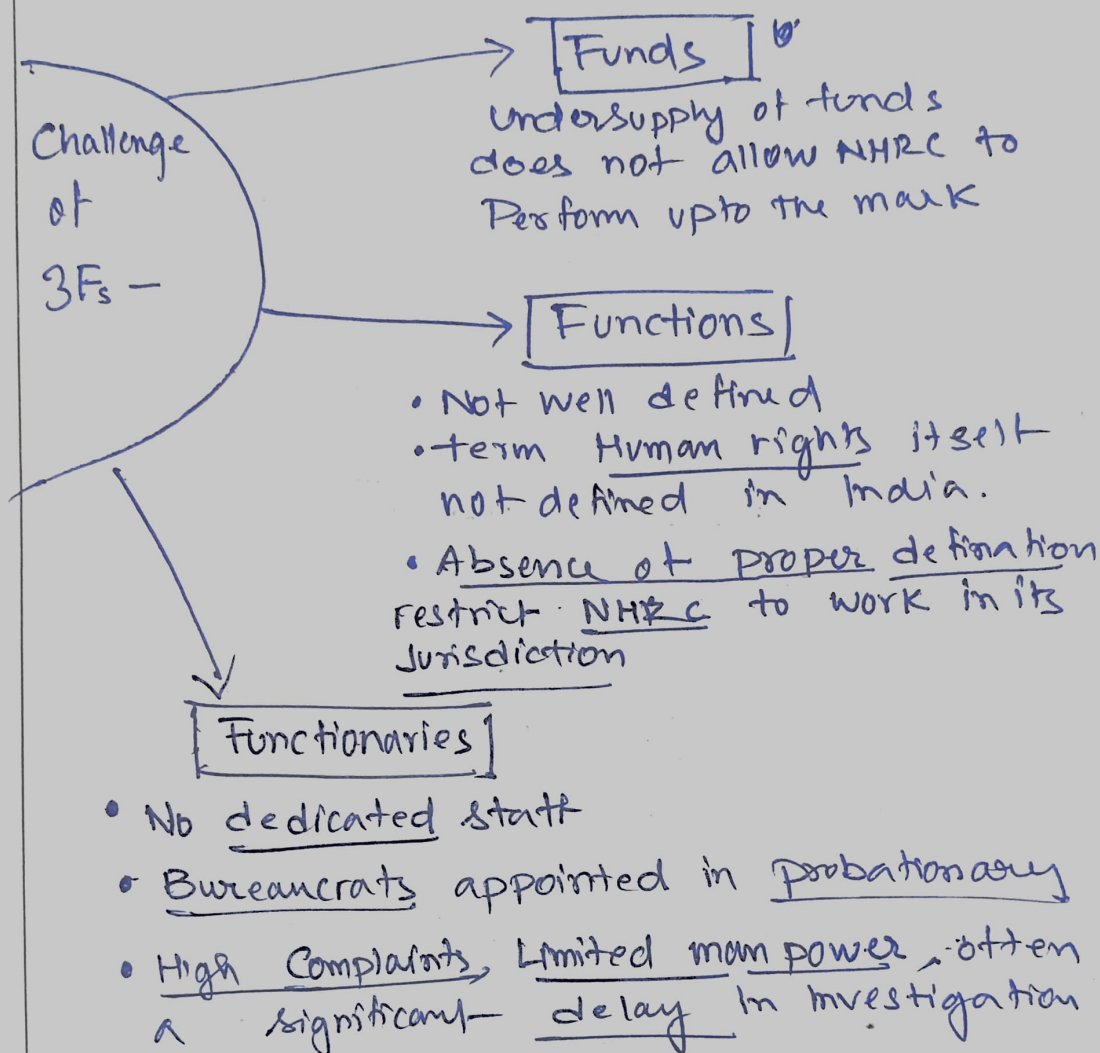 Challenge
of
3Fs —
Funds
undersupply of funds
does not allow NHRC to
Perform upto the mark
Functions
• Not well defined
• term Human rights itself
not defined in India.
• Absence of proper defination
restrict NHRC to work in its
Jurisdiction
Functionaries
• No dedicated staff
• Bureaucrats appointed in probationary
• High Complaints, Limited man power, often
a significant delay in investigation